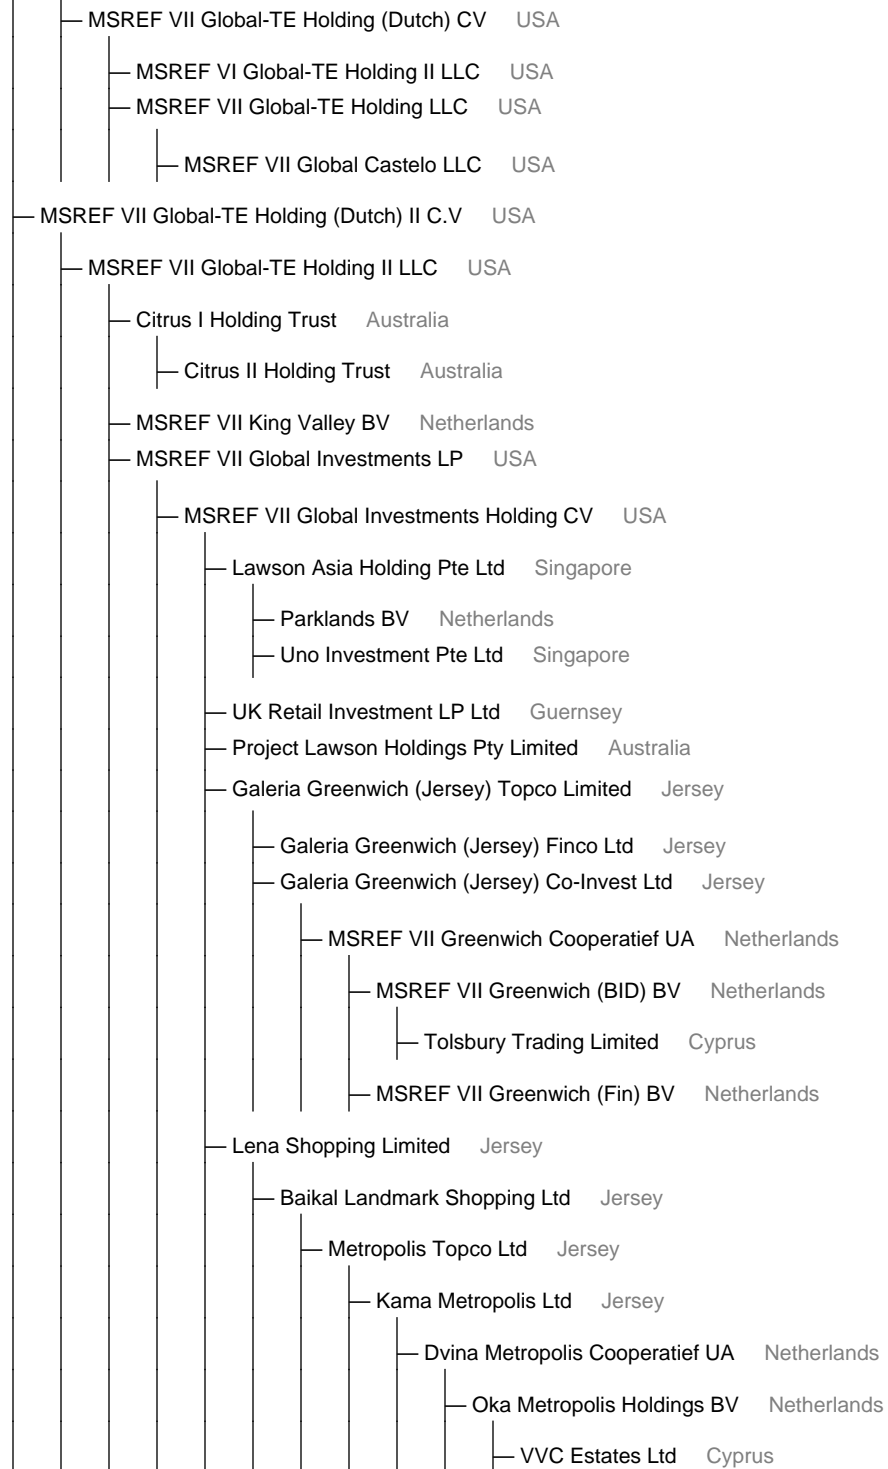 MSREF VII Global-TE Holding (Dutch) CV USA
MSREF VI Global-TE Holding II LLC USA
MSREF VII Global-TE Holding LLC USA
MSREF VII Global Castelo LLC USA
MSREF VII Global-TE Holding (Dutch) II C.V USA
MSREF VII Global-TE Holding II LLC USA
Citrus I Holding Trust Australia
Citrus II Holding Trust Australia
MSREF VII King Valley BV Netherlands
MSREF VII Global Investments LP USA
MSREF VII Global Investments Holding CV USA
Lawson Asia Holding Pte Ltd Singapore
Parklands BV Netherlands
Uno Investment Pte Ltd Singapore
UK Retail Investment LP Ltd Guernsey
Project Lawson Holdings Pty Limited Australia
Galeria Greenwich (Jersey) Topco Limited Jersey
Galeria Greenwich (Jersey) Finco Ltd Jersey
Galeria Greenwich (Jersey) Co-Invest Ltd Jersey
MSREF VII Greenwich Cooperatief UA Netherlands
MSREF VII Greenwich (BID) BV Netherlands
Tolsbury Trading Limited Cyprus
MSREF VII Greenwich (Fin) BV Netherlands
Lena Shopping Limited Jersey
Baikal Landmark Shopping Ltd Jersey
Metropolis Topco Ltd Jersey
Kama Metropolis Ltd Jersey
Dvina Metropolis Cooperatief UA Netherlands
Oka Metropolis Holdings BV Netherlands
VVC Estates Ltd Cyprus